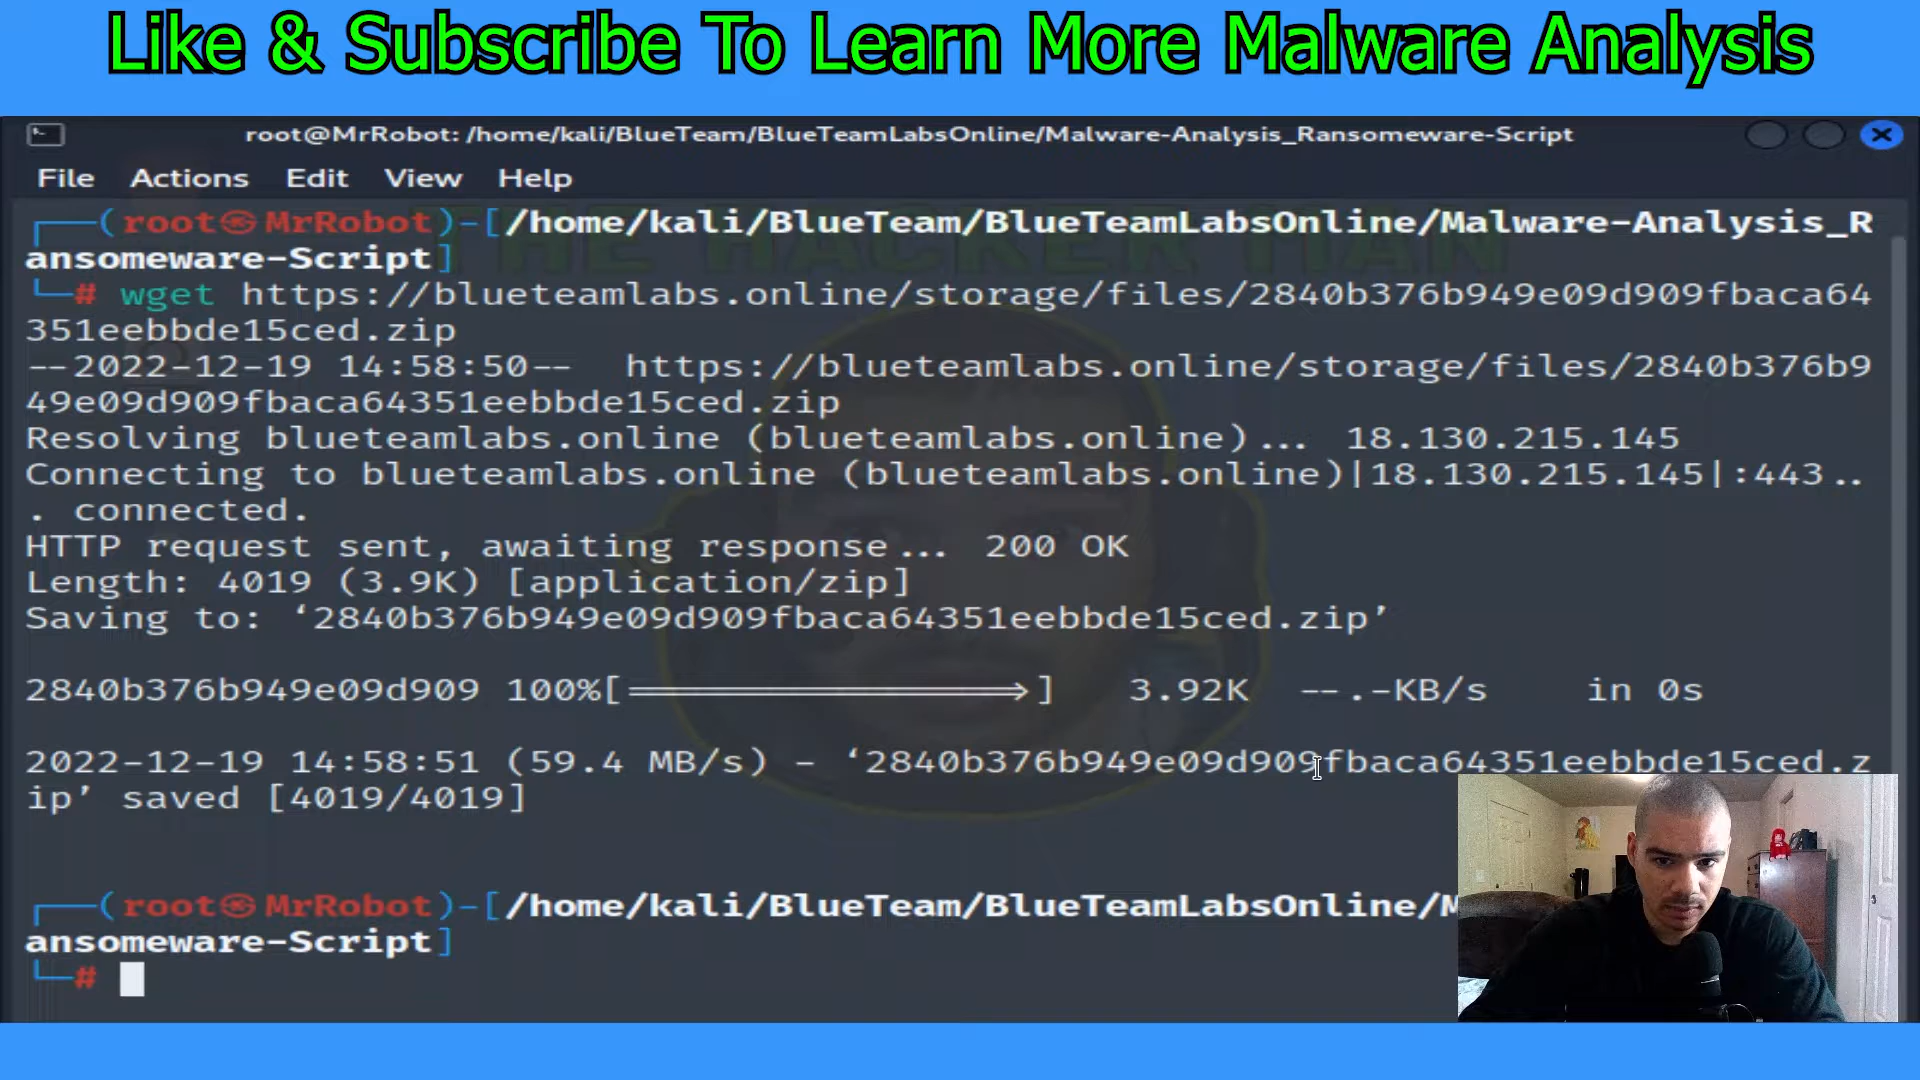 Like & Subscribe To Learn More Malware Analysis
root@MrRobot: /home/kali/BlueTeam/BlueTeamLabsOnline/Malware-Analysis_Ransomeware-Script
File Actions Edit View Help
THE HACKER MAN
┌──(root㉿MrRobot)-[/home/kali/BlueTeam/BlueTeamLabsOnline/Malware-Analysis_R
ansomeware-Script]
└─# wget https://blueteamlabs.online/storage/files/2840b376b949e09d909fbaca64
351eebbde15ced.zip
--2022-12-19 14:58:50--  https://blueteamlabs.online/storage/files/2840b376b9
49e09d909fbaca64351eebbde15ced.zip
Resolving blueteamlabs.online (blueteamlabs.online)... 18.130.215.145
Connecting to blueteamlabs.online (blueteamlabs.online)|18.130.215.145|:443..
. connected.
HTTP request sent, awaiting response... 200 OK
Length: 4019 (3.9K) [application/zip]
Saving to: ‘2840b376b949e09d909fbaca64351eebbde15ced.zip’
2840b376b949e09d909 100%[================>] 3.92K --.-KB/s in 0s
2022-12-19 14:58:51 (59.4 MB/s) - ‘2840b376b949e09d909fbaca64351eebbde15ced.z
ip’ saved [4019/4019]
┌──(root㉿MrRobot)-[/home/kali/BlueTeam/BlueTeamLabsOnline/M
ansomeware-Script]
└─#